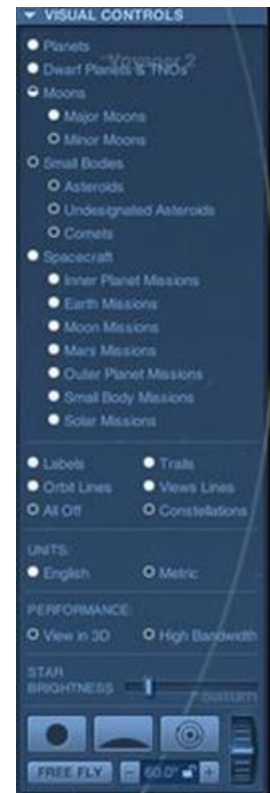 VISUAL CONTROLS
Planets
Voyager 2
Dwarf Planets & TNOs
Moons
Major Moons
Minor Moons
Small Bodies
Asteroids
Undesignated Asteroids
Comets
Spacecraft
Inner Planet Missions
Earth Missions
Moon Missions
Mars Missions
Outer Planet Missions
Small Body Missions
Solar Missions
Labels Trails
Orbit Lines Views Lines
All Off Constellations
UNITS:
English Metric
PERFORMANCE:
View in 3D High Bandwidth
STAR
BRIGHTNESS
Saturn
FREE FLY − 60.0° +